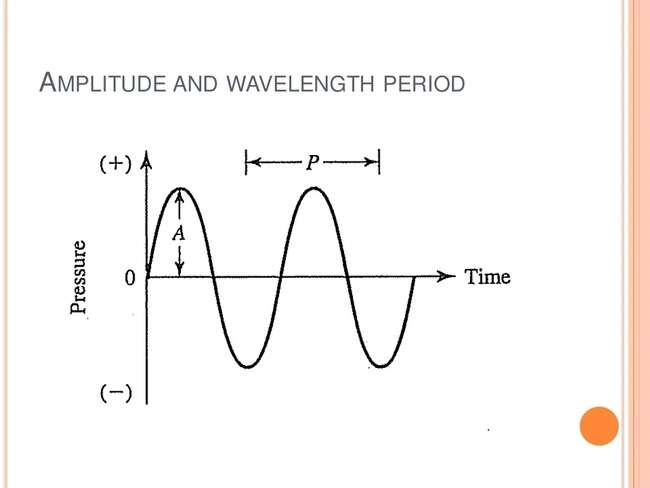 AMPLITUDE AND WAVELENGTH PERIOD
(+)
P
A
Pressure
0
Time
(−)